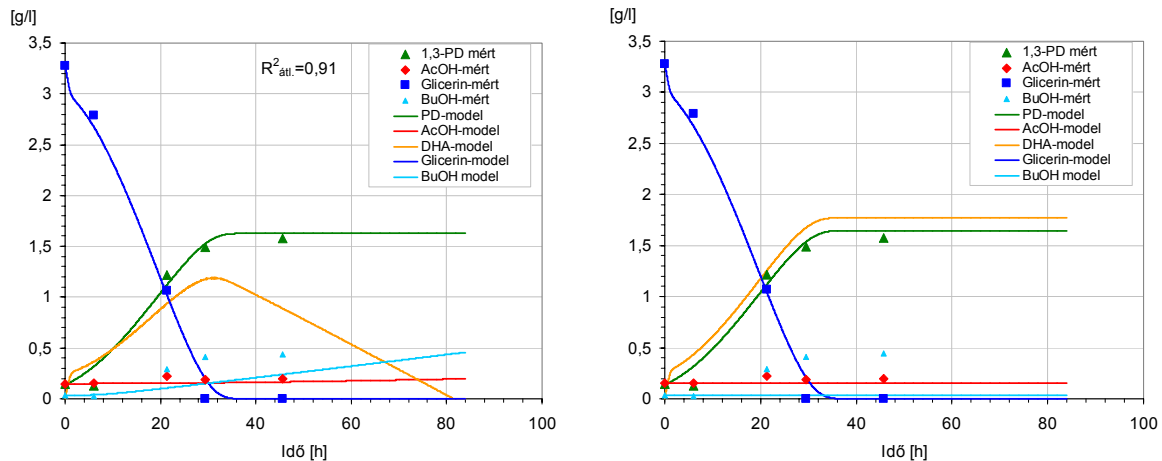 [g/l]
3,5
3
2,5
2
1,5
1
0,5
0
0 20 40 60 80 100
Idő [h]
R²átl.=0,91
1,3-PD mért
AcOH-mért
Glicerin-mért
BuOH-mért
PD-model
AcOH-model
DHA-model
Glicerin-model
BuOH model
[g/l]
3,5
3
2,5
2
1,5
1
0,5
0
0 20 40 60 80 100
Idő [h]
1,3-PD mért
AcOH-mért
Glicerin-mért
BuOH-mért
PD-model
AcOH-model
DHA-model
Glicerin-model
BuOH model